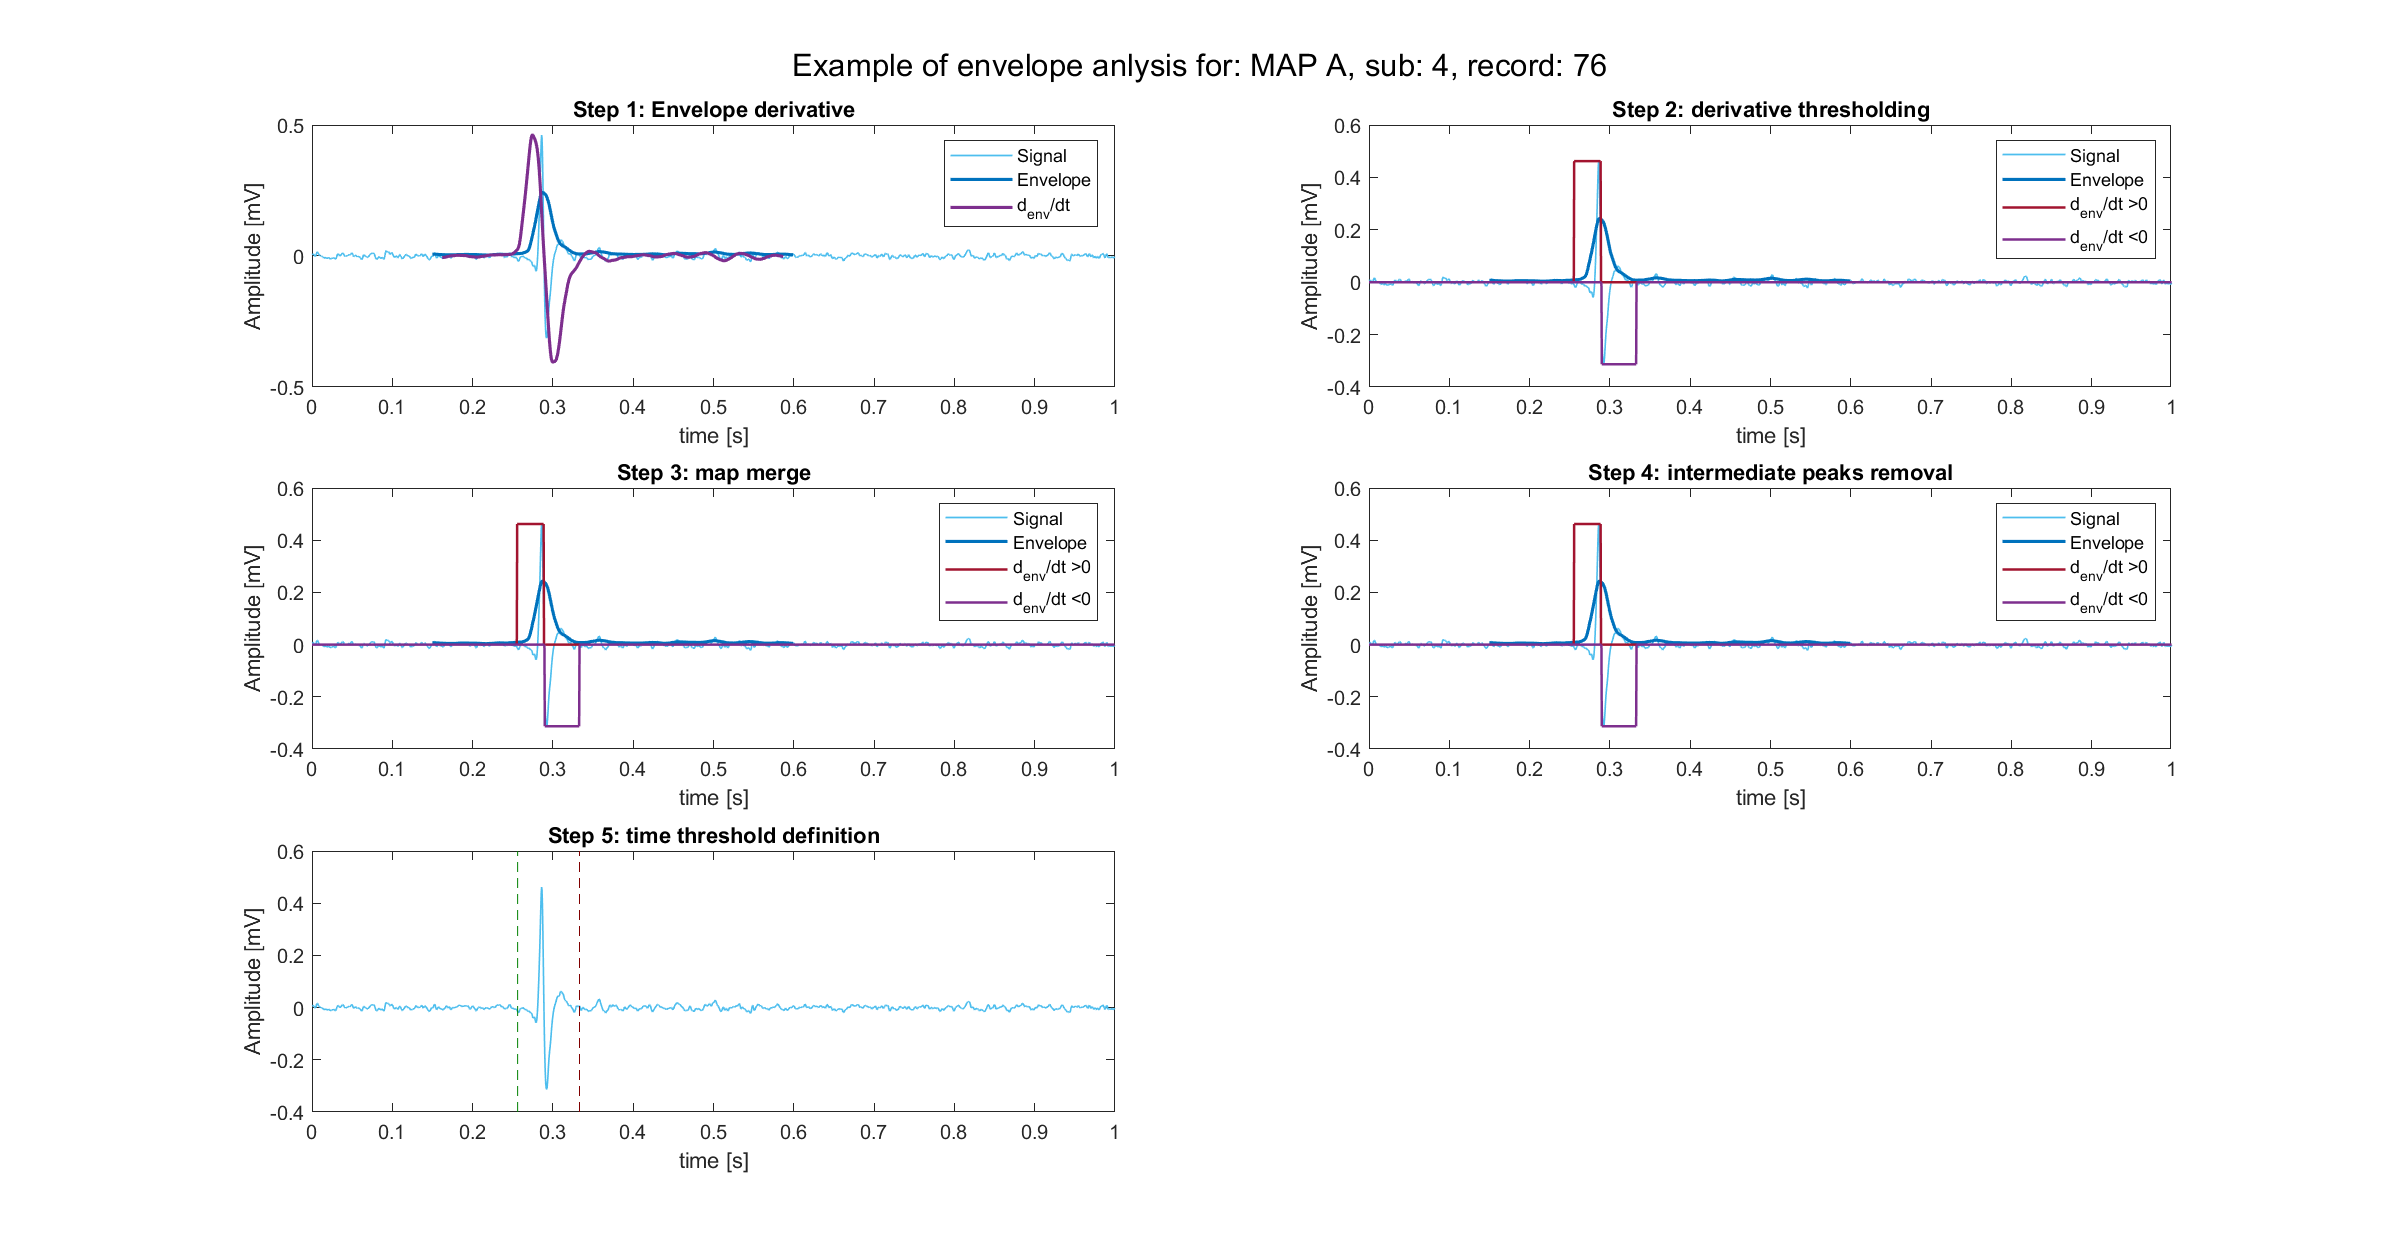 Example of envelope anlysis for: MAP A, sub: 4, record: 76
Step 1: Envelope derivative
0.5
0
-0.5
Amplitude [mV]
0 0.1 0.2 0.3 0.4 0.5 0.6 0.7 0.8 0.9 1
time [s]
Signal
Envelope
d_env/dt
Step 2: derivative thresholding
0.6
0.4
0.2
0
-0.2
-0.4
Amplitude [mV]
0 0.1 0.2 0.3 0.4 0.5 0.6 0.7 0.8 0.9 1
time [s]
Signal
Envelope
d_env/dt >0
d_env/dt <0
Step 3: map merge
0.6
0.4
0.2
0
-0.2
-0.4
Amplitude [mV]
0 0.1 0.2 0.3 0.4 0.5 0.6 0.7 0.8 0.9 1
time [s]
Signal
Envelope
d_env/dt >0
d_env/dt <0
Step 4: intermediate peaks removal
0.6
0.4
0.2
0
-0.2
-0.4
Amplitude [mV]
0 0.1 0.2 0.3 0.4 0.5 0.6 0.7 0.8 0.9 1
time [s]
Signal
Envelope
d_env/dt >0
d_env/dt <0
Step 5: time threshold definition
0.6
0.4
0.2
0
-0.2
-0.4
Amplitude [mV]
0 0.1 0.2 0.3 0.4 0.5 0.6 0.7 0.8 0.9 1
time [s]